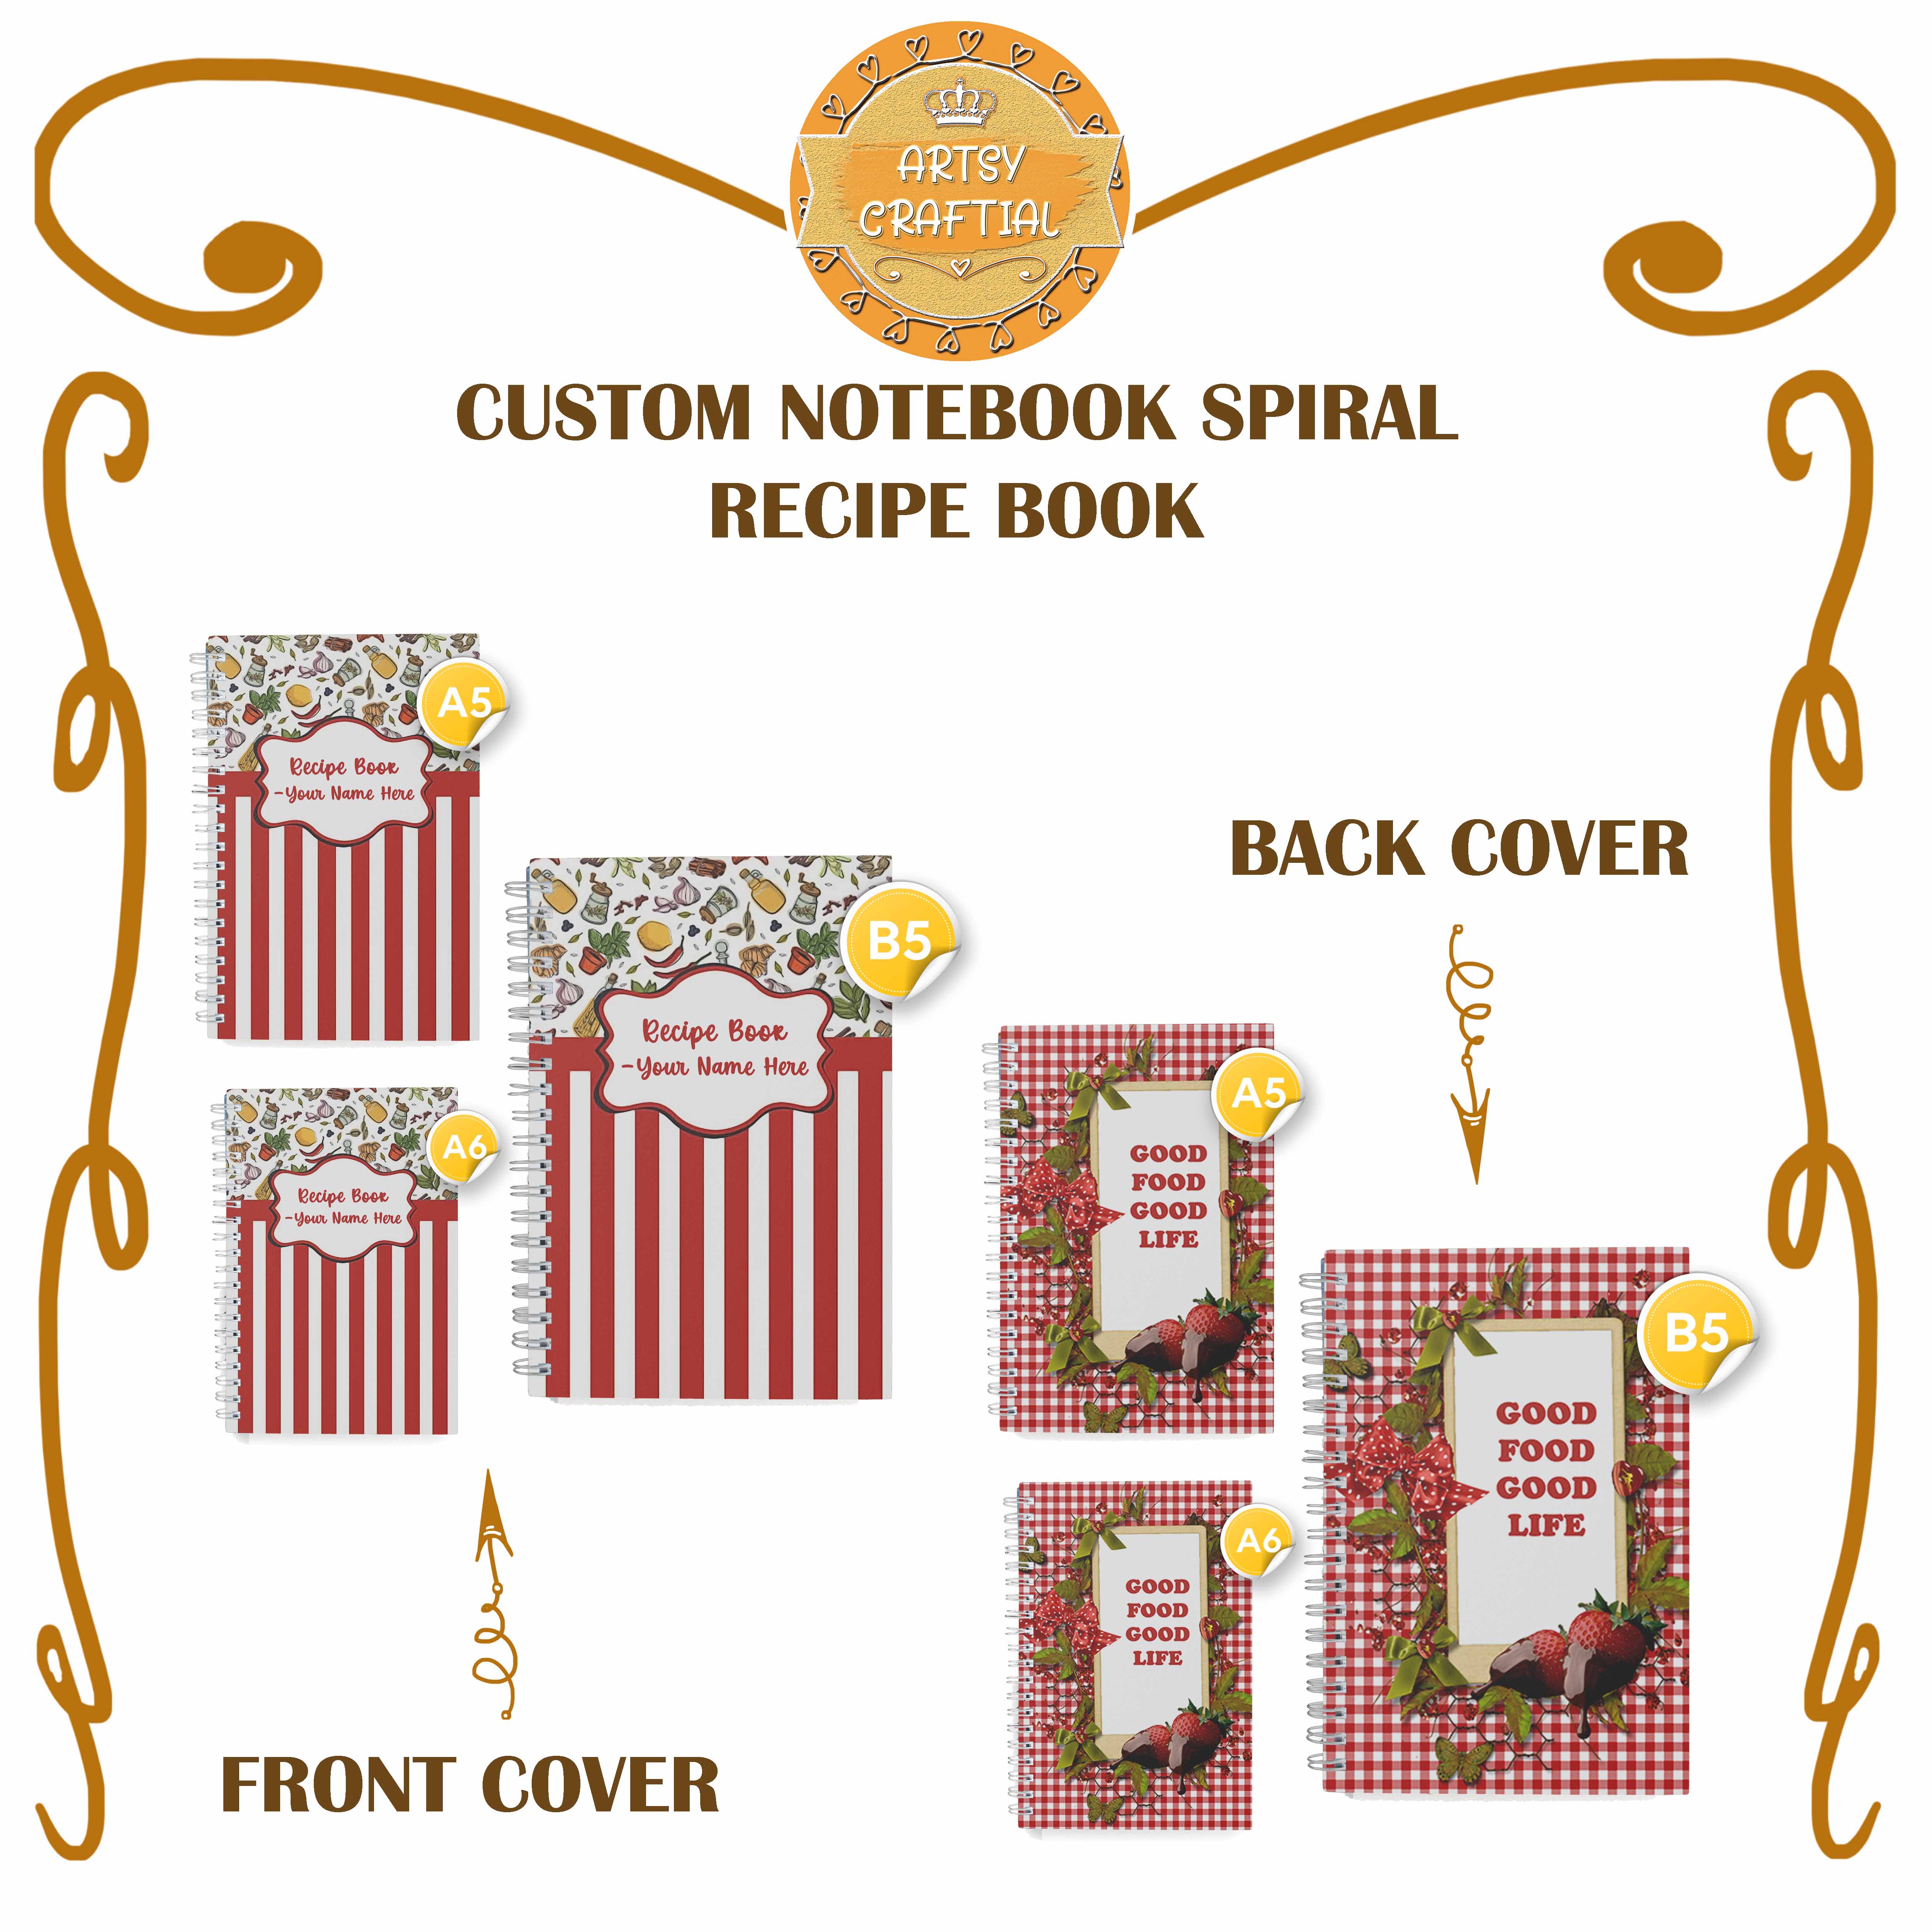 ARTSY
CRAFTIAL
CUSTOM NOTEBOOK SPIRAL
RECIPE BOOK
A5
Recipe Book
-Your Name Here
B5
Recipe Book
-Your Name Here
A6
Recipe Book
-Your Name Here
FRONT COVER
BACK COVER
A5
GOOD
FOOD
GOOD
LIFE
B5
GOOD
FOOD
GOOD
LIFE
A6
GOOD
FOOD
GOOD
LIFE